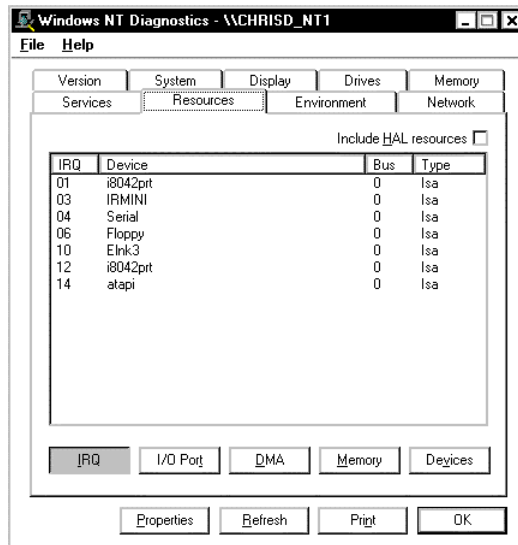 Windows NT Diagnostics - \\CHRISD_NT1
File Help
Version System Display Drives Memory
Services Resources Environment Network
Include HAL resources
IRQ Device Bus Type
01 i8042prt 0 Isa
03 IRMINI 0 Isa
04 Serial 0 Isa
06 Floppy 0 Isa
10 Elnk3 0 Isa
12 i8042prt 0 Isa
14 atapi 0 Isa
IRQ I/O Port DMA Memory Devices
Properties Refresh Print OK